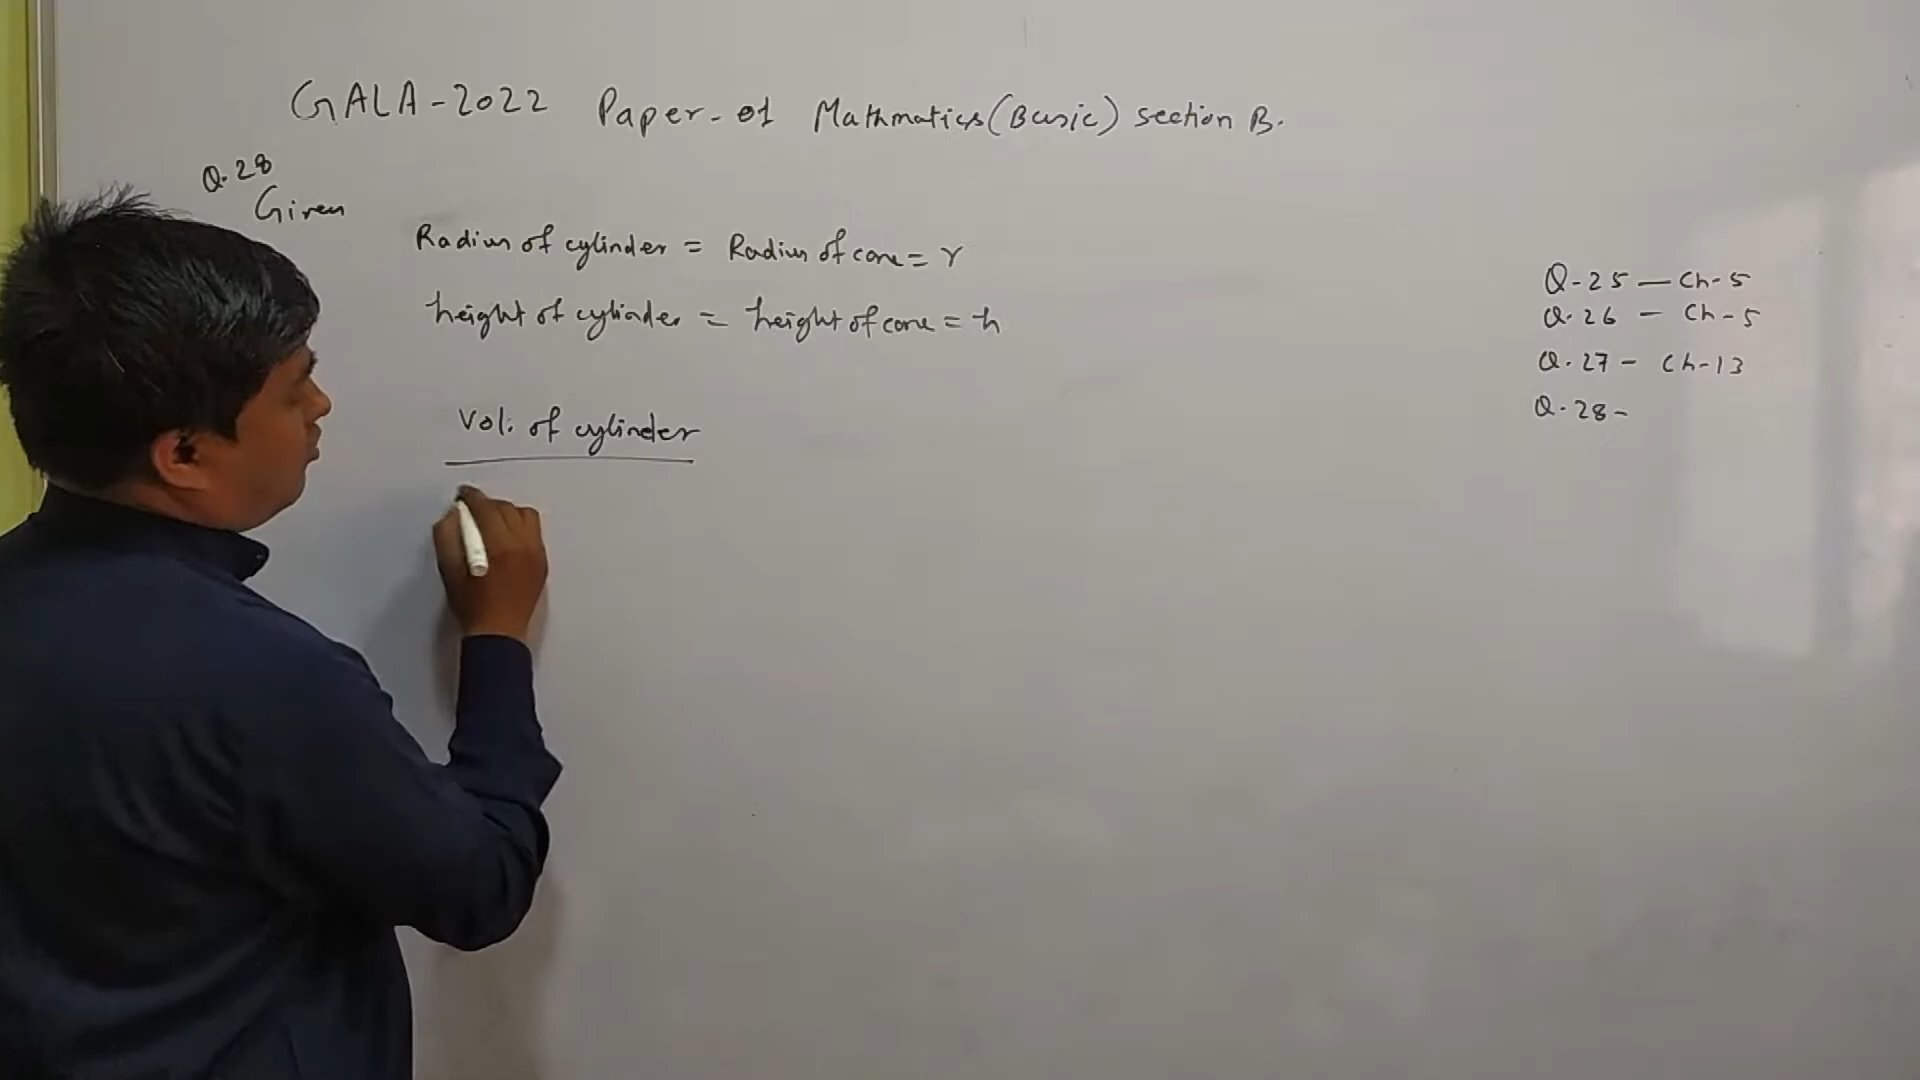 GALA-2022 Paper-of Mathmatics (Basic) section B.
Q.28
Given
Radius of cylinder = Radius of cone = r
height of cylinder = height of cone = h
Vol. of cylinder
Q-25 — Ch-5
Q.26 - Ch-5
Q.27 - Ch-13
Q.28-